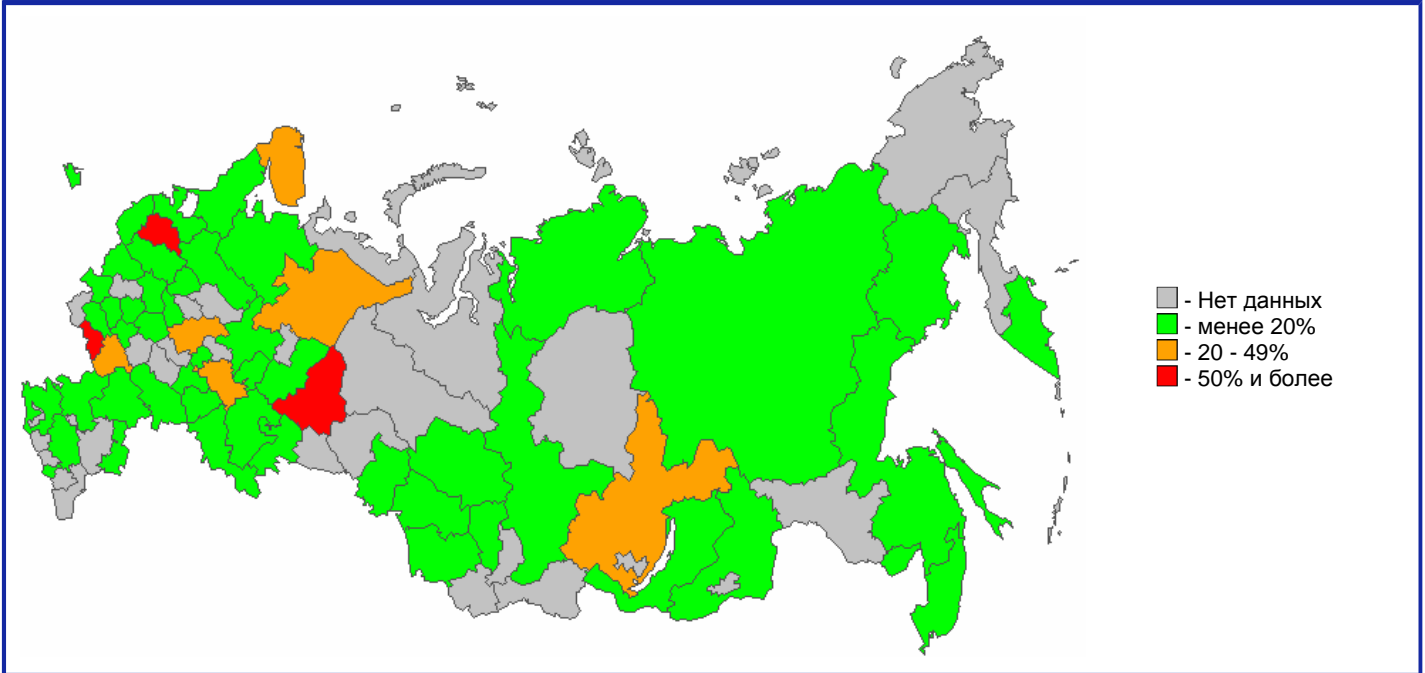 - Нет данных
- менее 20%
- 20 - 49%
- 50% и более